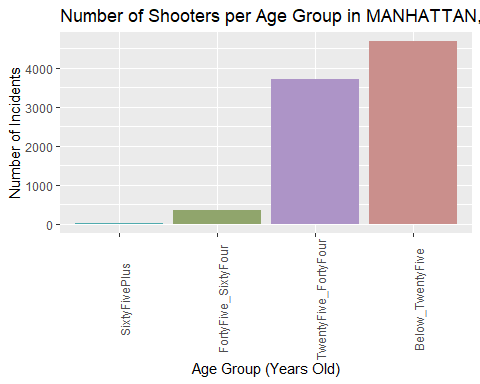 Number of Shooters per Age Group in MANHATTAN,
Number of Incidents
4000
3000
2000
1000
0
SixtyFivePlus
FortyFive_SixtyFour
TwentyFive_FortyFour
Below_TwentyFive
Age Group (Years Old)